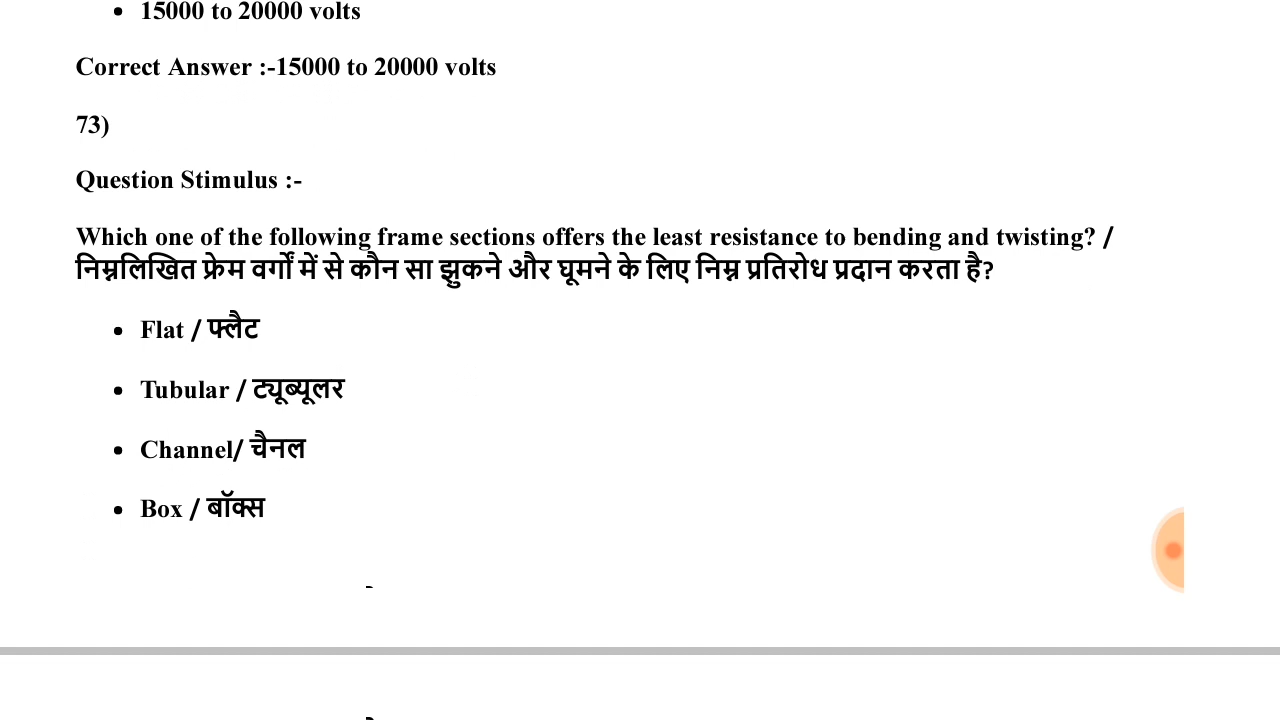 • 15000 to 20000 volts
Correct Answer :-15000 to 20000 volts
73)
Question Stimulus :-
Which one of the following frame sections offers the least resistance to bending and twisting? /
निम्नलिखित फ्रेम वर्गों में से कौन सा झुकने और घूमने के लिए निम्न प्रतिरोध प्रदान करता है?
• Flat / फ्लैट
• Tubular / ट्यूब्यूलर
• Channel/ चैनल
• Box / बॉक्स